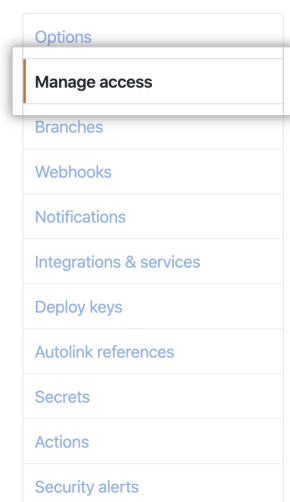 Options
Manage access
Branches
Webhooks
Notifications
Integrations & services
Deploy keys
Autolink references
Secrets
Actions
Security alerts